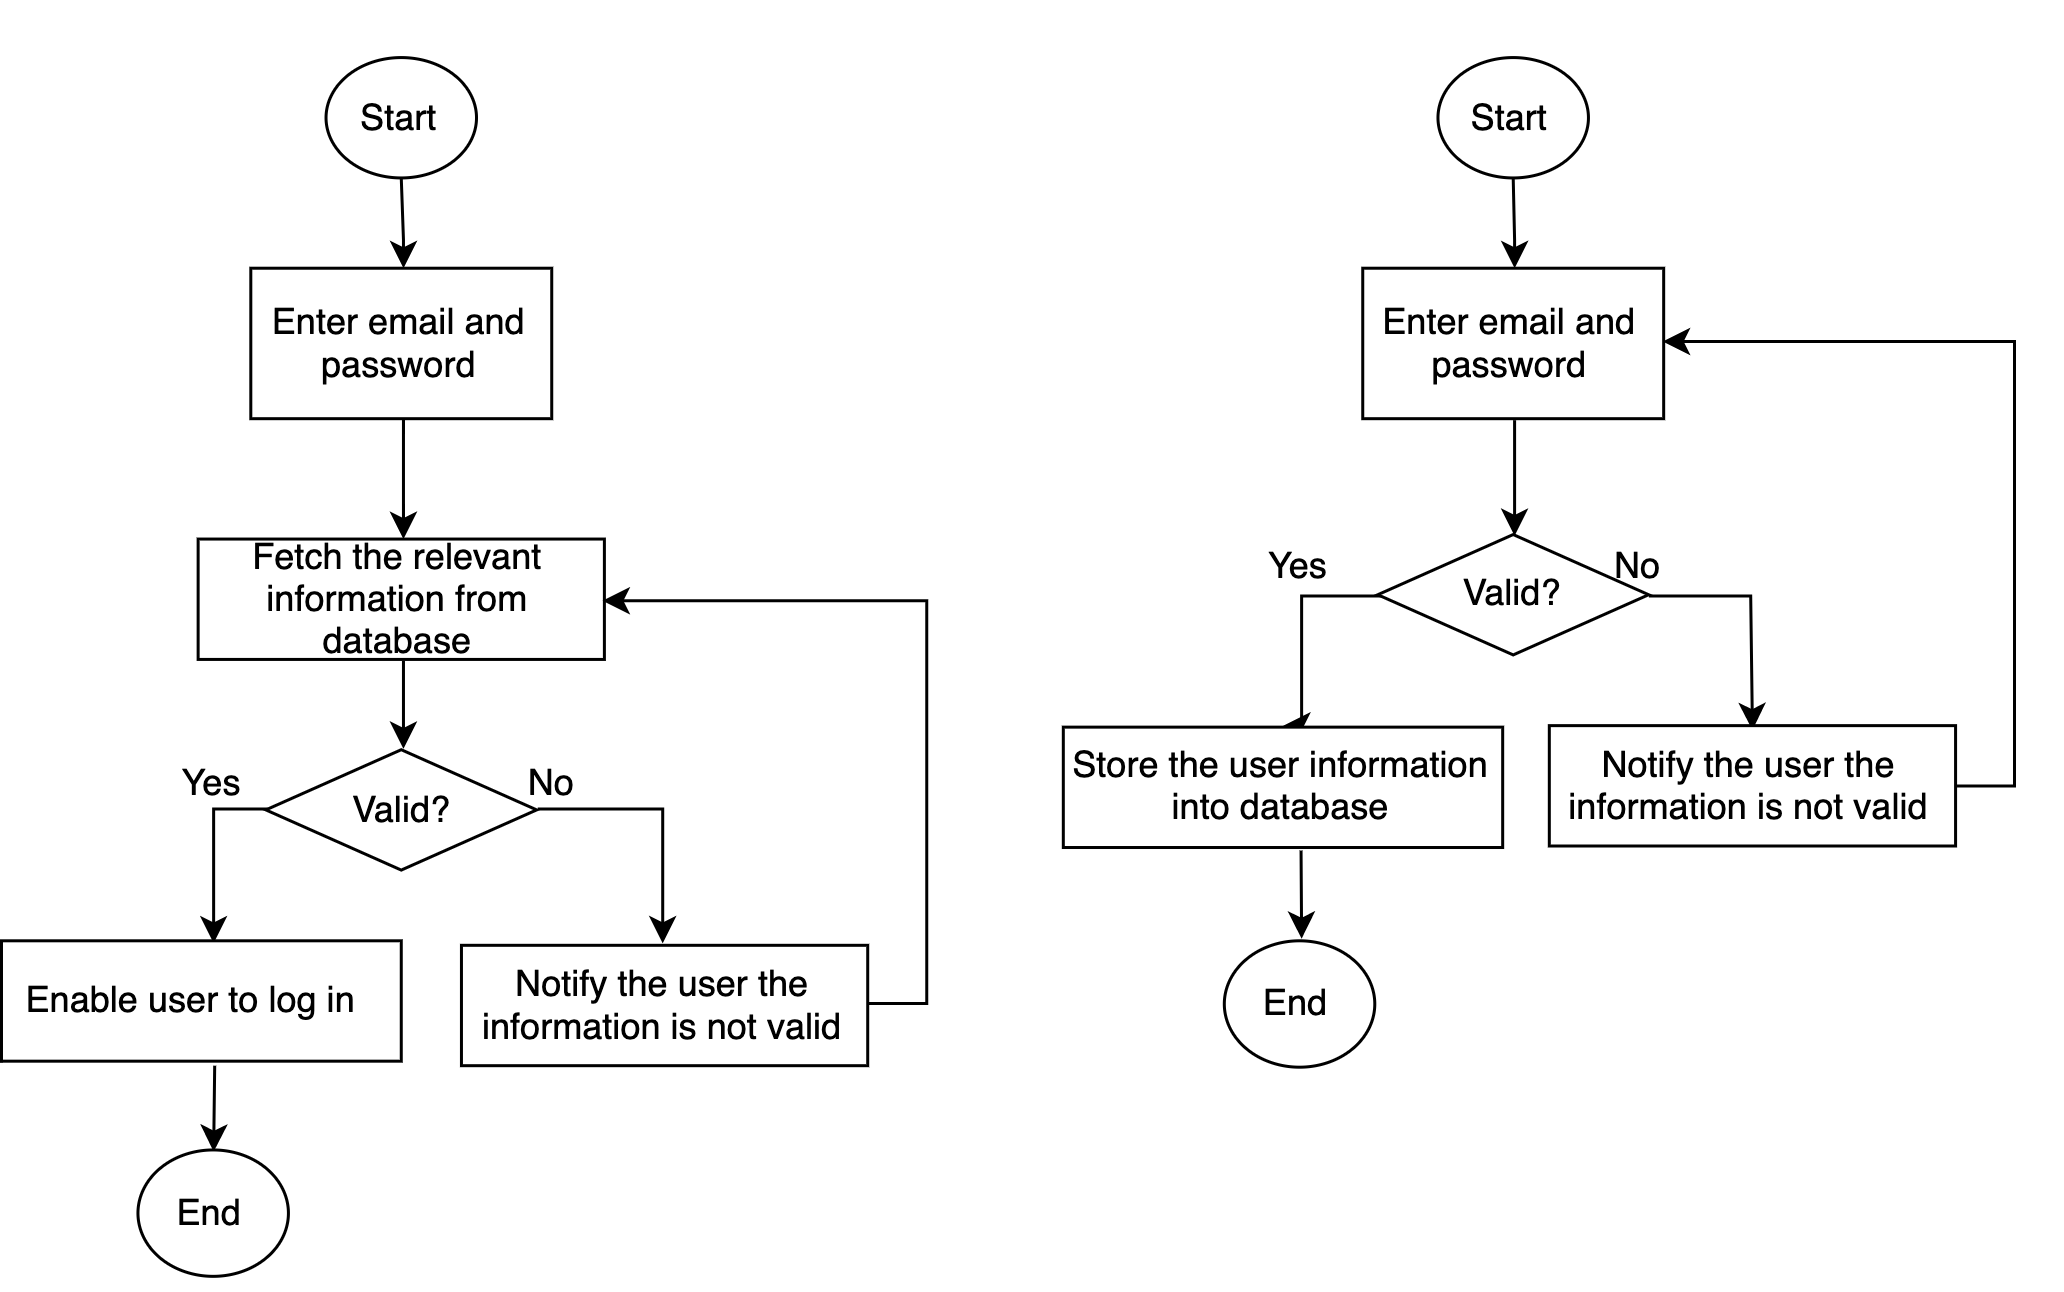 Start
Enter email and
password
Fetch the relevant
information from
database
Valid?
Yes
No
Enable user to log in
Notify the user the
information is not valid
End
Start
Enter email and
password
Valid?
Yes
No
Store the user information
into database
Notify the user the
information is not valid
End